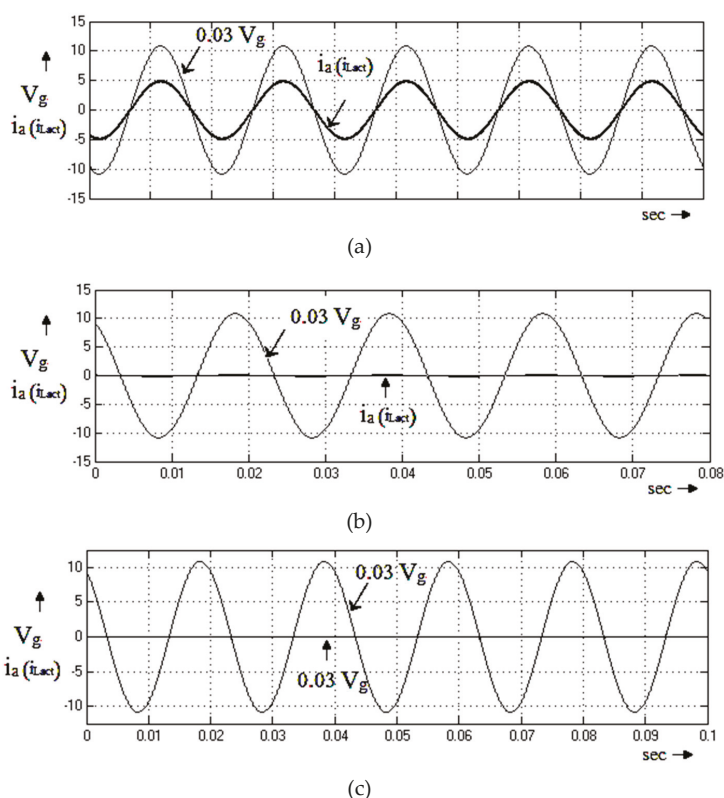 15
10
5
0
-5
-10
-15
0.03 Vg
ia (iLact)
Vg
ia (iLact)
sec
(a)
15
10
5
0
-5
-10
-15
0.03 Vg
ia (iLact)
Vg
ia (iLact)
0 0.01 0.02 0.03 0.04 0.05 0.06 0.07 0.08
sec
(b)
10
5
0
-5
-10
0.03 Vg
0.03 Vg
Vg
ia (iLact)
0 0.01 0.02 0.03 0.04 0.05 0.06 0.07 0.08 0.09 0.1
sec
(c)